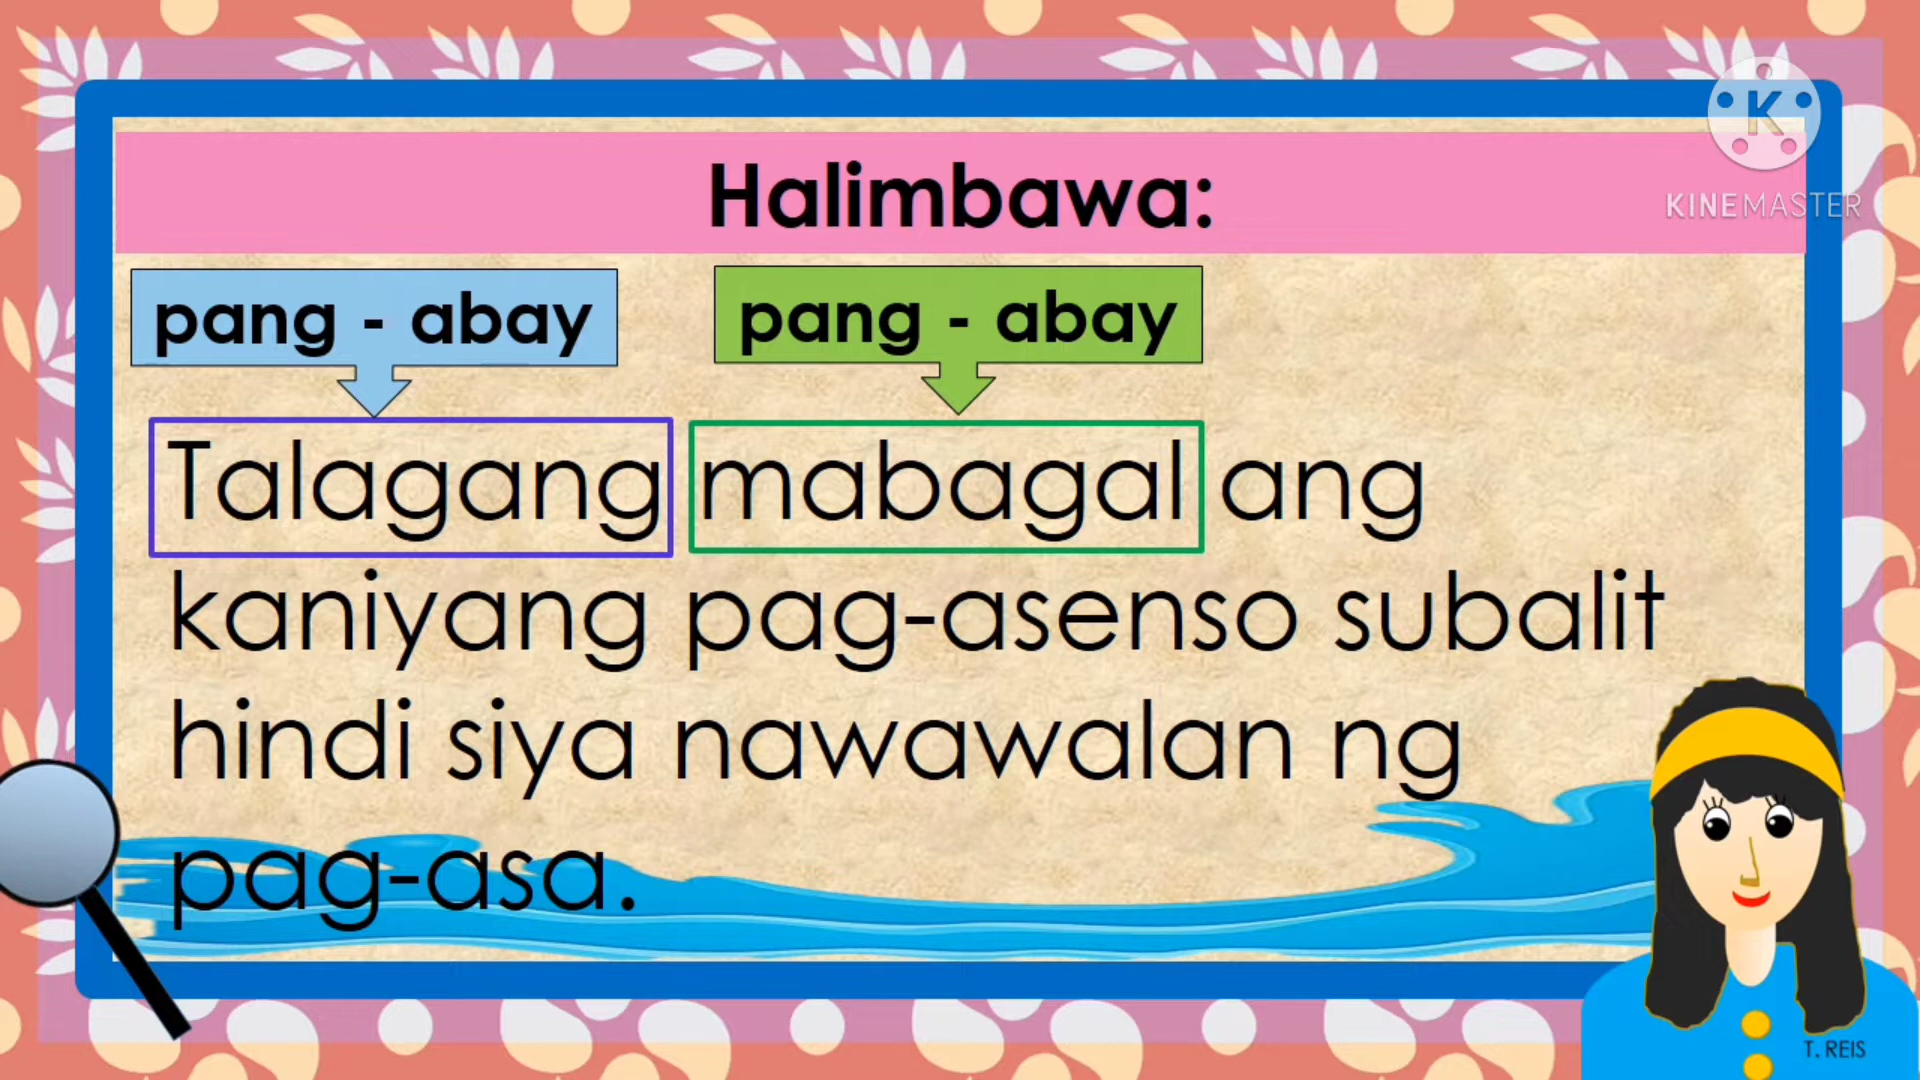 Halimbawa:
K
KINEMASTER
pang - abay
pang - abay
Talagang mabagal ang
kaniyang pag-asenso subalit
hindi siya nawawalan ng
pag-asa.
T. REIS